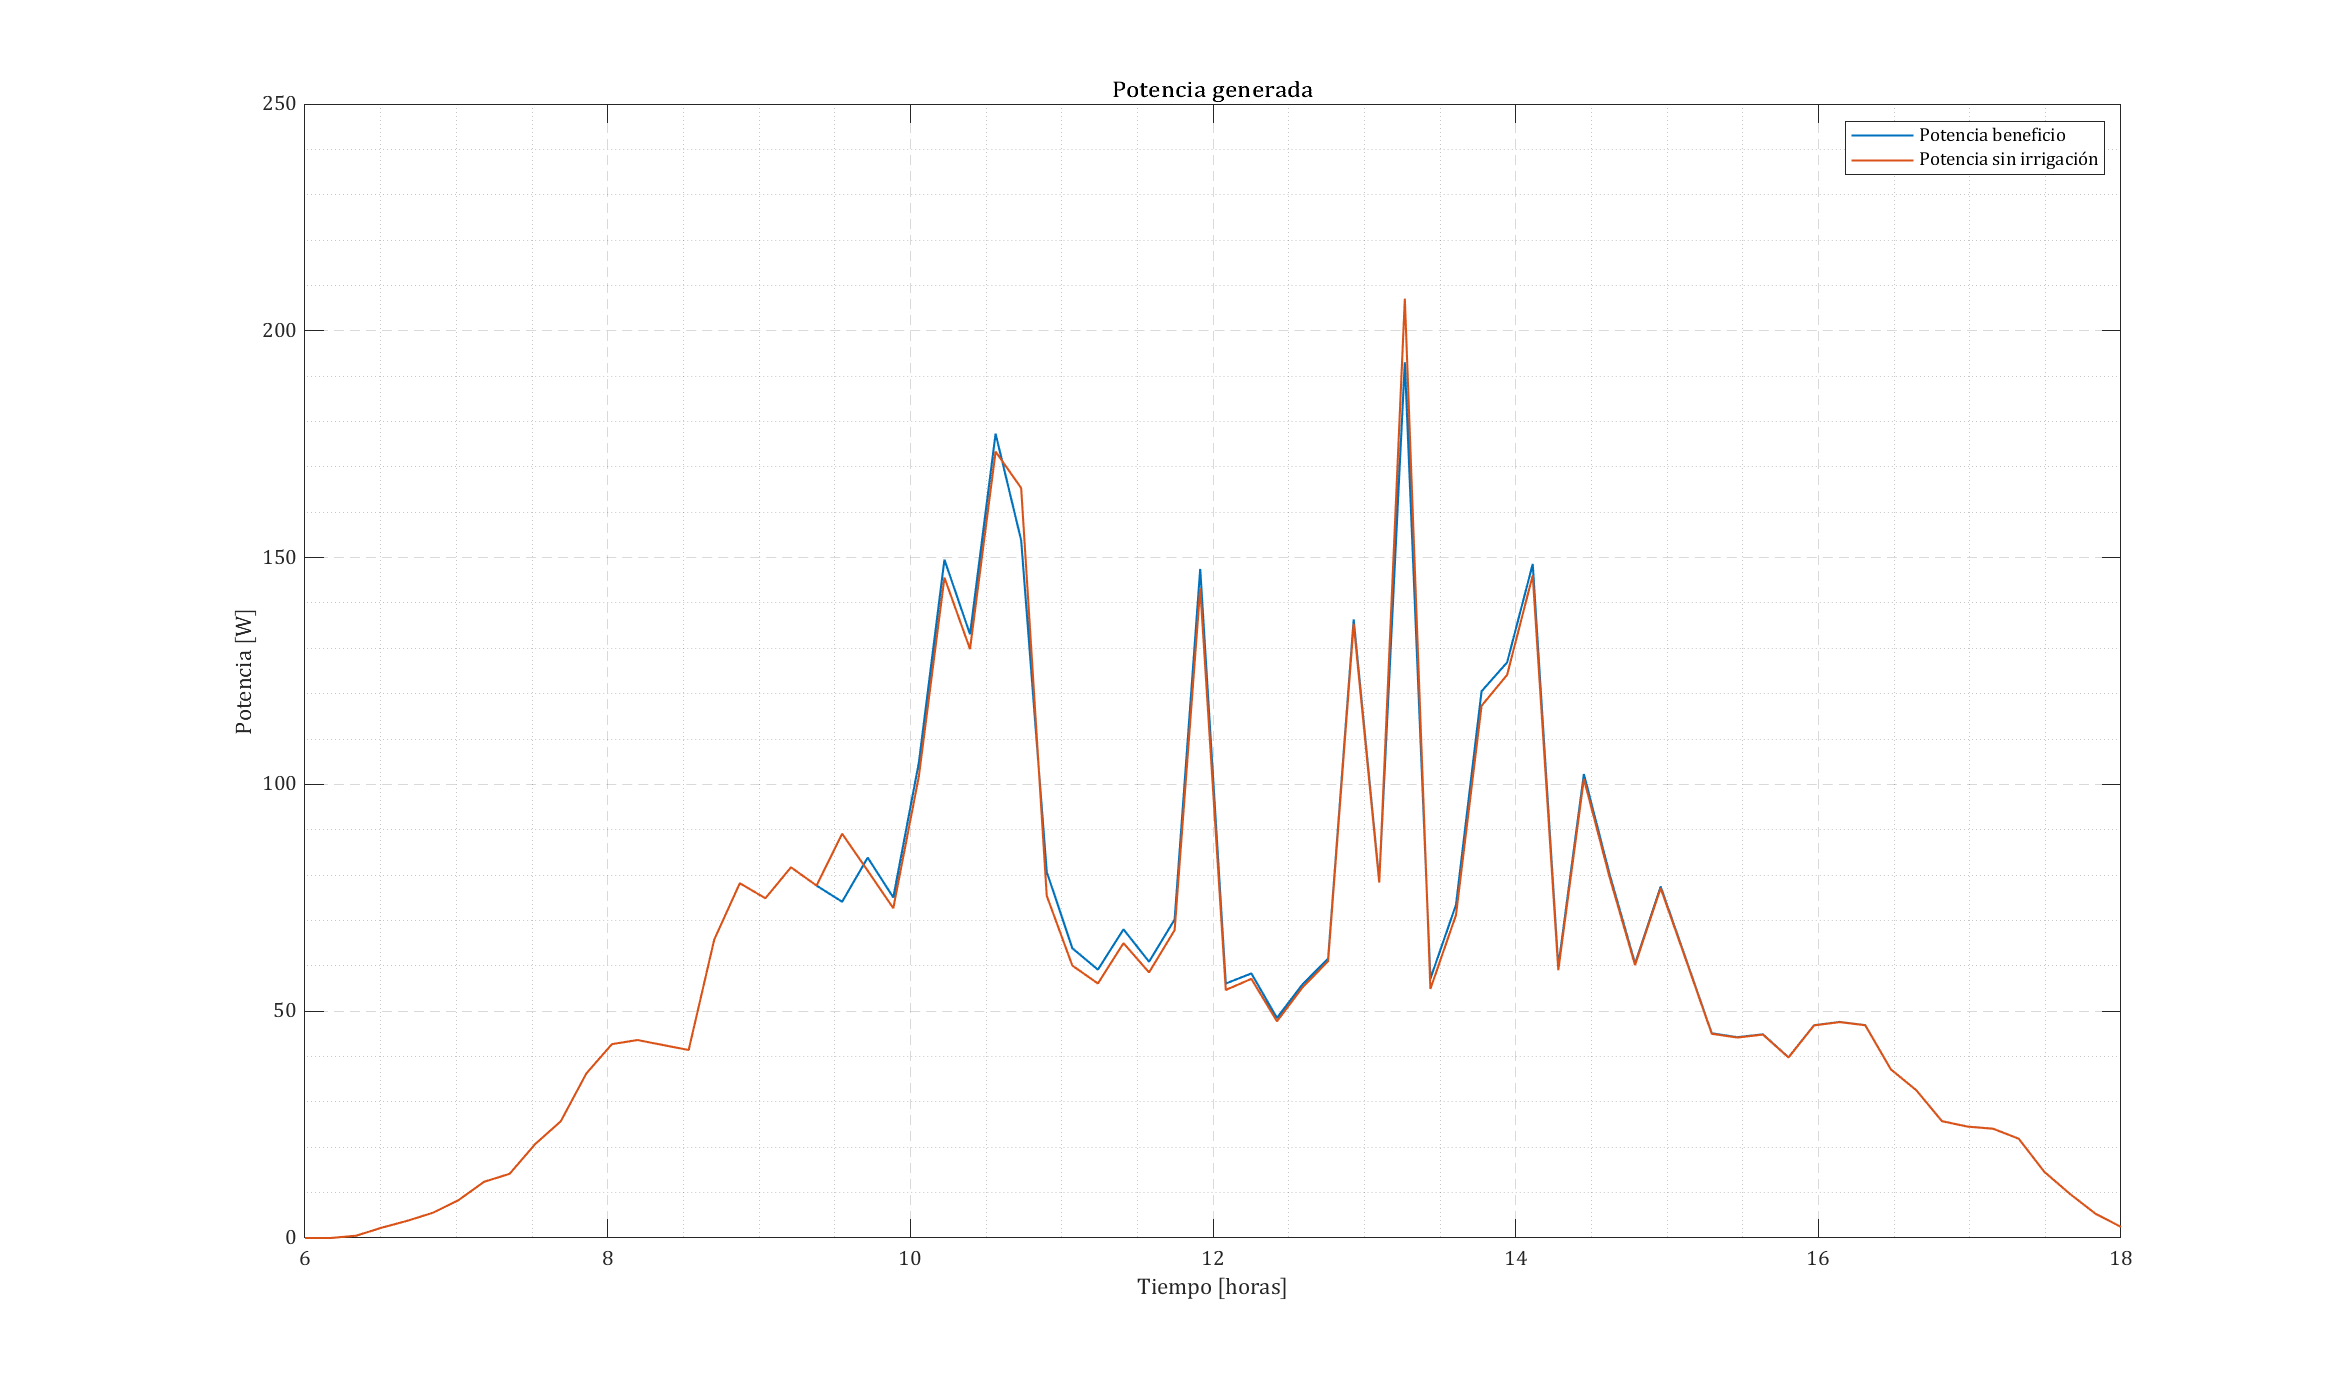 Potencia generada
250
200
150
100
50
0
Potencia [W]
Potencia beneficio
Potencia sin irrigación
6 8 10 12 14 16 18
Tiempo [horas]